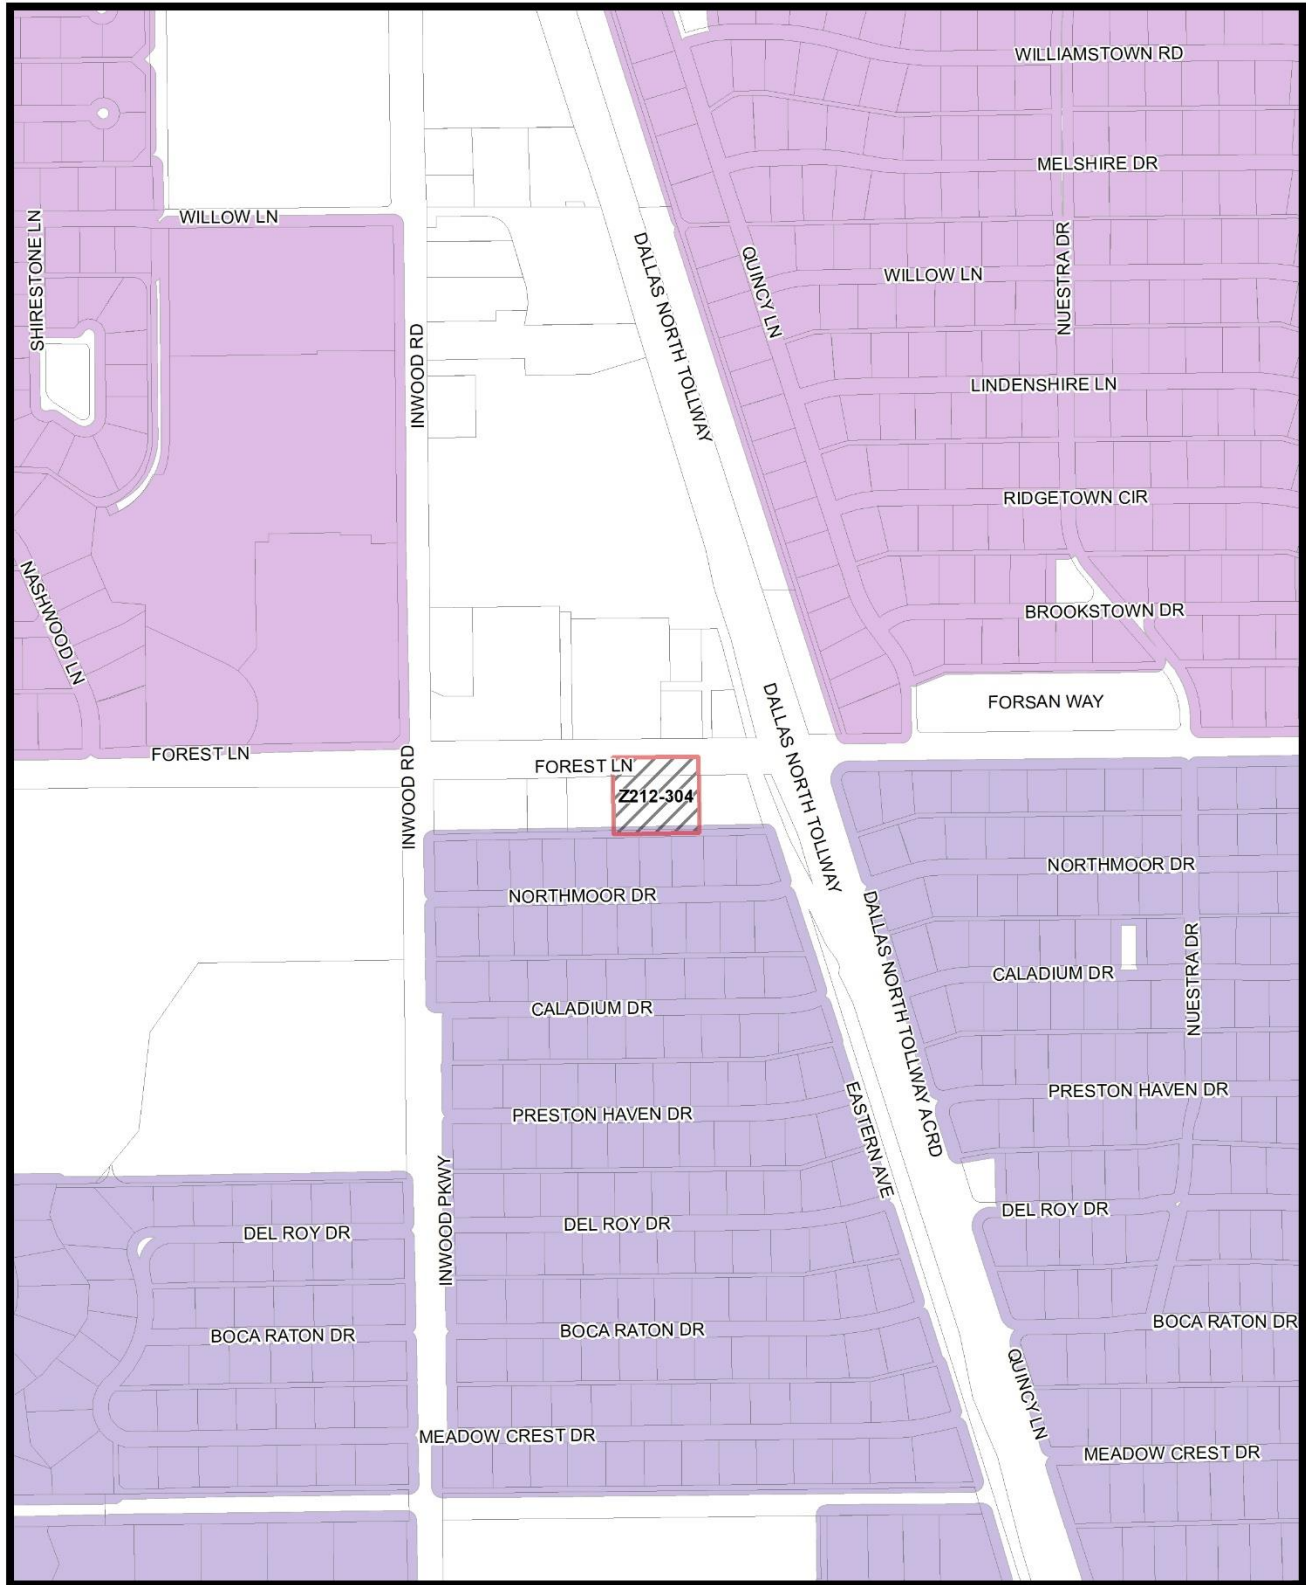 WILLIAMSTOWN RD
MELSHIRE DR
WILLOW LN
SHIRESTONE LN
NUESTRA DR
DALLAS NORTH TOLLWAY
QUINCY LN
WILLOW LN
INWOOD RD
LINDENSHIRE LN
RIDGETOWN CIR
NASHWOOD LN
BROOKSTOWN DR
FORSAN WAY
DALLAS NORTH TOLLWAY
FOREST LN
INWOOD RD
FOREST LN
Z212-304
NORTHMOOR DR
NORTHMOOR DR
DALLAS NORTH TOLLWAY ACRD
NUESTRA DR
CALADIUM DR
CALADIUM DR
PRESTON HAVEN DR
PRESTON HAVEN DR
EASTERN AVE
INWOOD PKWY
DEL ROY DR
DEL ROY DR
DEL ROY DR
BOCA RATON DR
BOCA RATON DR
BOCA RATON DR
QUINCY LN
MEADOW CREST DR
MEADOW CREST DR